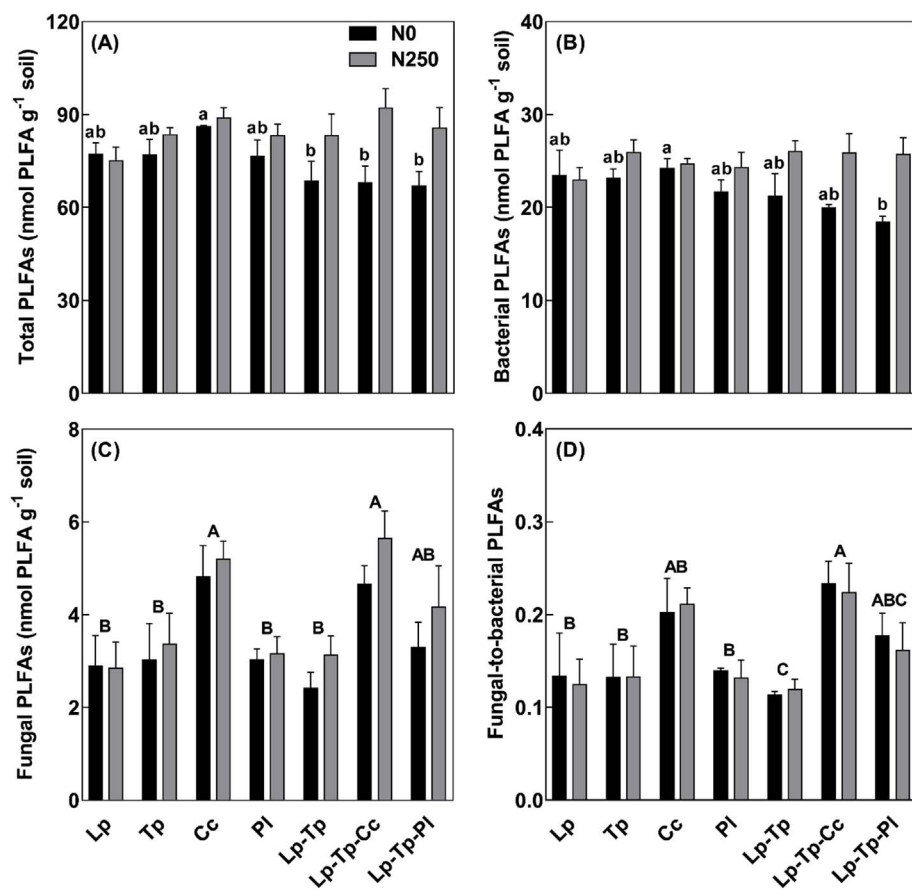 (A)
N0
N250
Total PLFAs (nmol PLFA g⁻¹ soil)
120
90
60
30
0
ab ab a ab b b b
(B)
Bacterial PLFAs (nmol PLFA g⁻¹ soil)
40
30
20
10
0
ab ab a ab ab ab b
(C)
Fungal PLFAs (nmol PLFA g⁻¹ soil)
8
6
4
2
0
B B A B B A AB
Lp Tp Cc Pl Lp-Tp Lp-Tp-Cc Lp-Tp-Pl
(D)
Fungal-to-bacterial PLFAs
0.4
0.3
0.2
0.1
0.0
B B AB B C A ABC
Lp Tp Cc Pl Lp-Tp Lp-Tp-Cc Lp-Tp-Pl